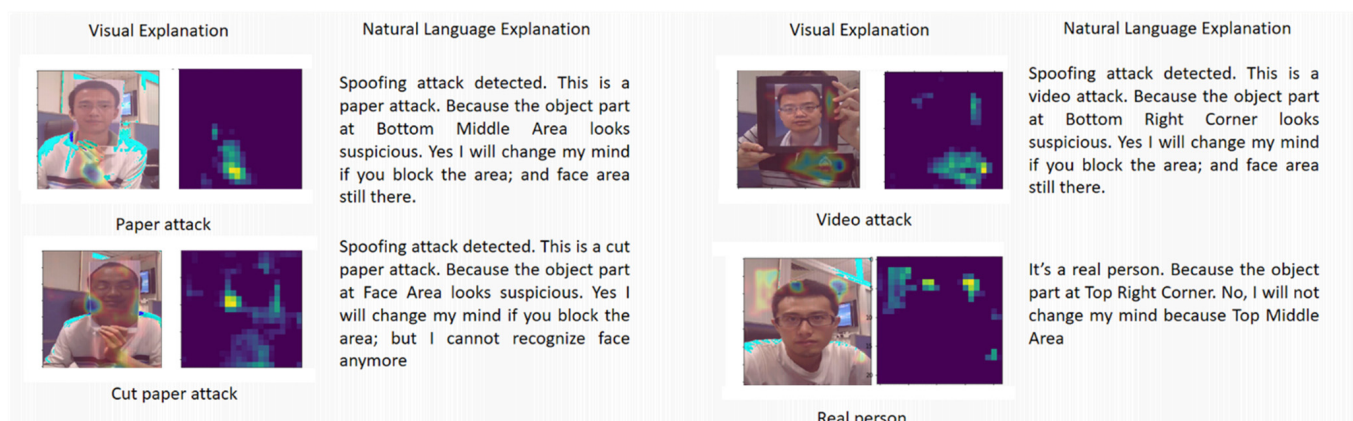 Visual Explanation
Natural Language Explanation
Spoofing attack detected. This is a
paper attack. Because the object part
at Bottom Middle Area looks
suspicious. Yes I will change my mind
if you block the area; and face area
still there.
Paper attack
Spoofing attack detected. This is a cut
paper attack. Because the object part
at Face Area looks suspicious. Yes I
will change my mind if you block the
area; but I cannot recognize face
anymore
Cut paper attack
Visual Explanation
Natural Language Explanation
Spoofing attack detected. This is a
video attack. Because the object part
at Bottom Right Corner looks
suspicious. Yes I will change my mind
if you block the area; and face area
still there.
Video attack
It's a real person. Because the object
part at Top Right Corner. No, I will not
change my mind because Top Middle
Area
Real person